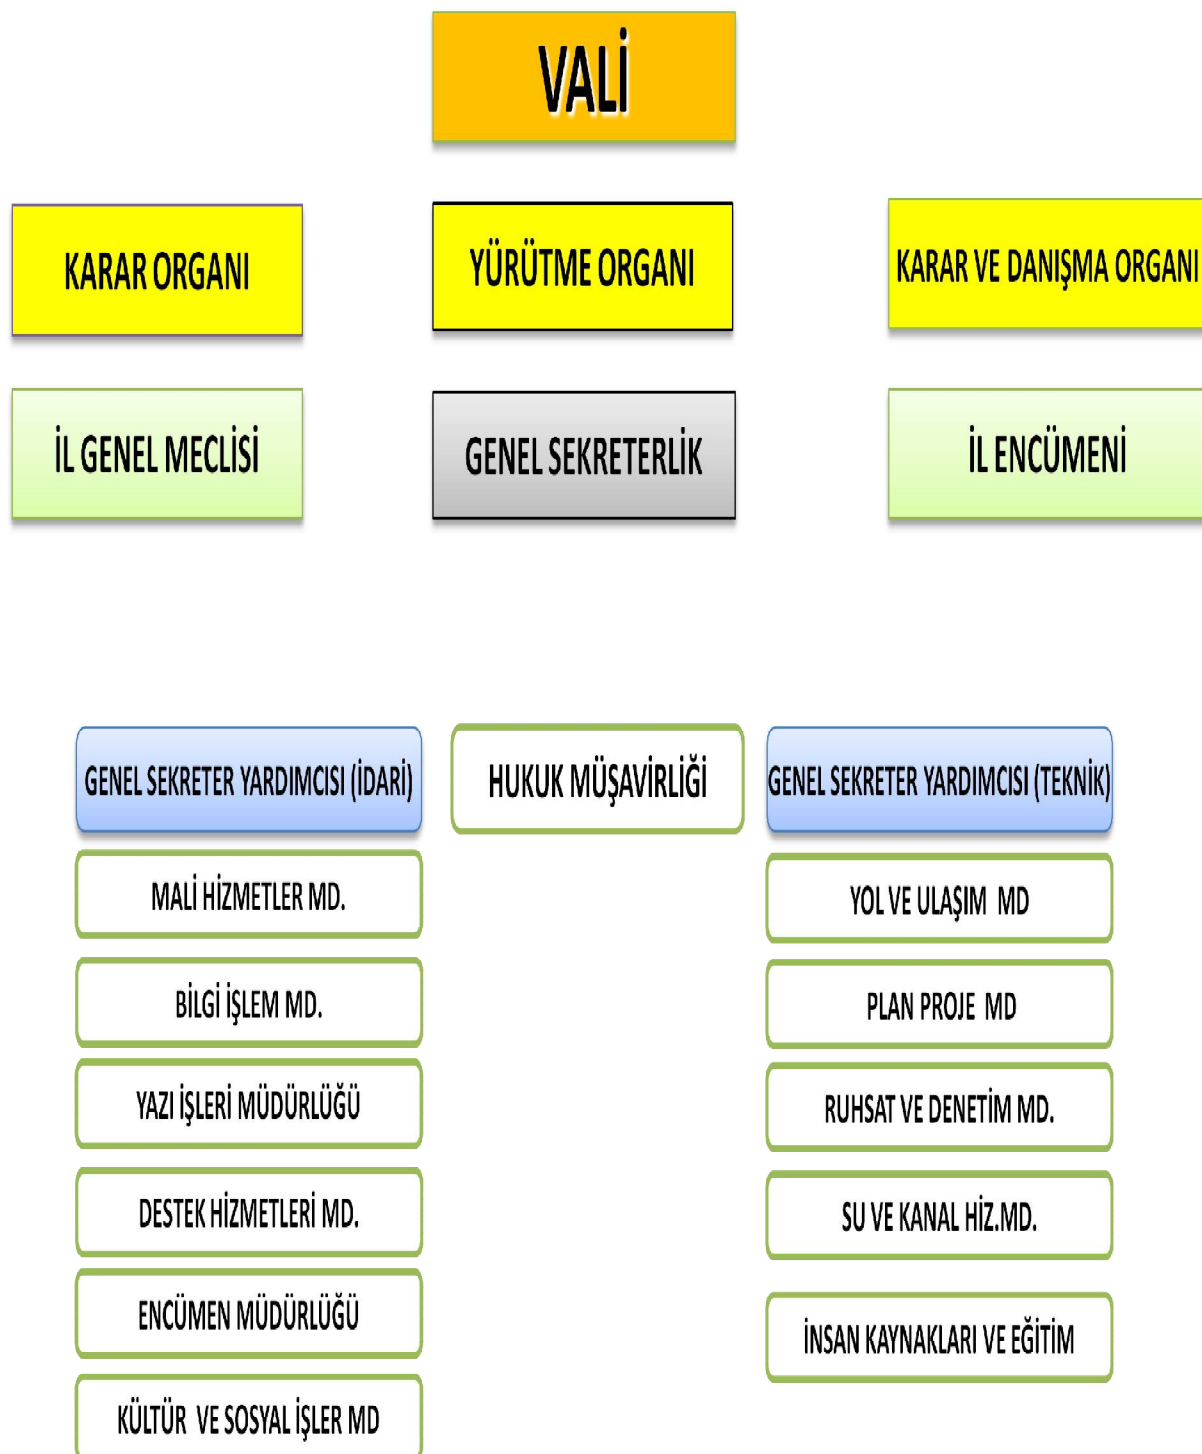 VALİ
KARAR ORGANI
YÜRÜTME ORGANI
KARAR VE DANIŞMA ORGANI
İL GENEL MECLİSİ
GENEL SEKRETERLİK
İL ENCÜMENİ
GENEL SEKRETER YARDIMCISI (İDARİ)
HUKUK MÜŞAVİRLİĞİ
GENEL SEKRETER YARDIMCISI (TEKNİK)
MALİ HİZMETLER MD.
BİLGİ İŞLEM MD.
YAZI İŞLERİ MÜDÜRLÜĞÜ
DESTEK HİZMETLERİ MD.
ENCÜMEN MÜDÜRLÜĞÜ
KÜLTÜR  VE SOSYAL İŞLER MD
YOL VE ULAŞIM  MD
PLAN PROJE  MD
RUHSAT VE DENETİM MD.
SU VE KANAL HİZ.MD.
İNSAN KAYNAKLARI VE EĞİTİM